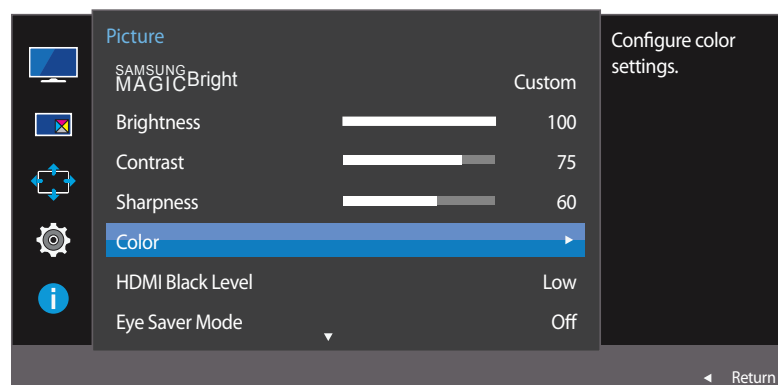 Picture
SAMSUNG
MAGICBright Custom
Brightness 100
Contrast 75
Sharpness 60
Color
HDMI Black Level Low
Eye Saver Mode Off
Configure color
settings.
Return